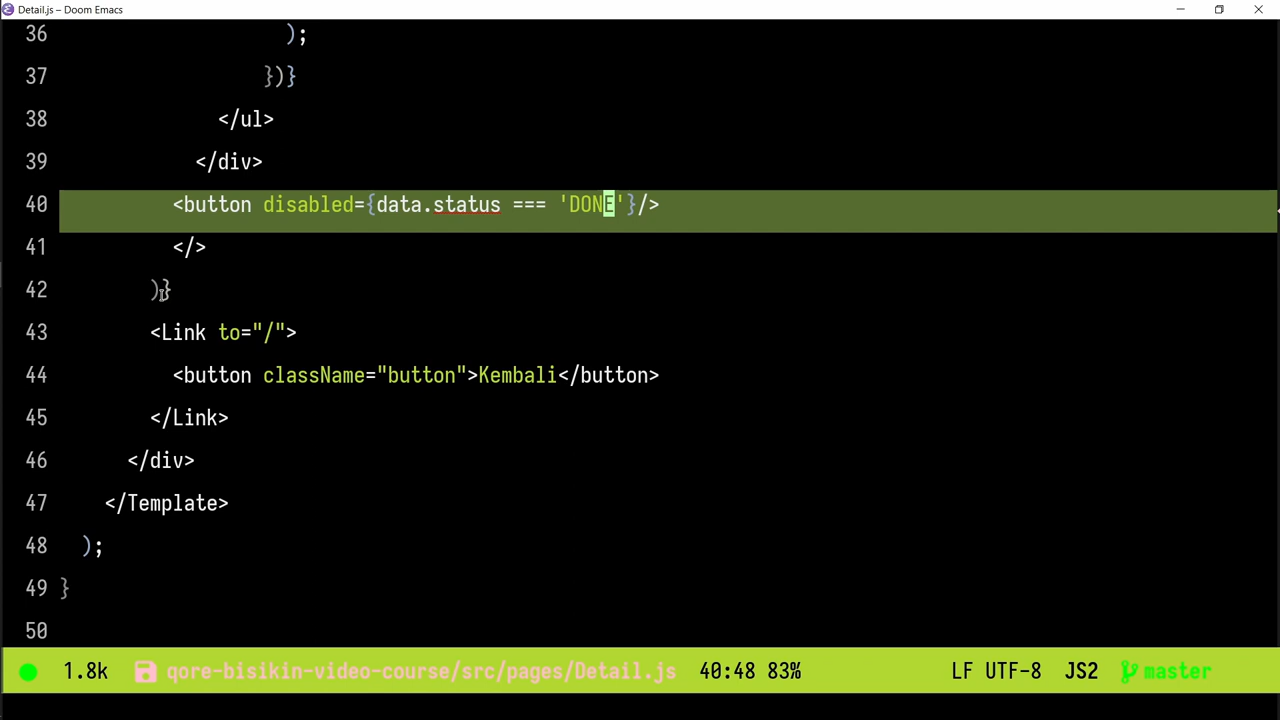 Detail.js – Doom Emacs
36 );
37 })}
38 </ul>
39 </div>
40 <button disabled={data.status === 'DONE'}/>
41 </>
42 )}
43 <Link to="/">
44 <button className="button">Kembali</button>
45 </Link>
46 </div>
47 </Template>
48 );
49 }
50
1.8k qore-bisikin-video-course/src/pages/Detail.js 40:48 83% LF UTF-8 JS2 master